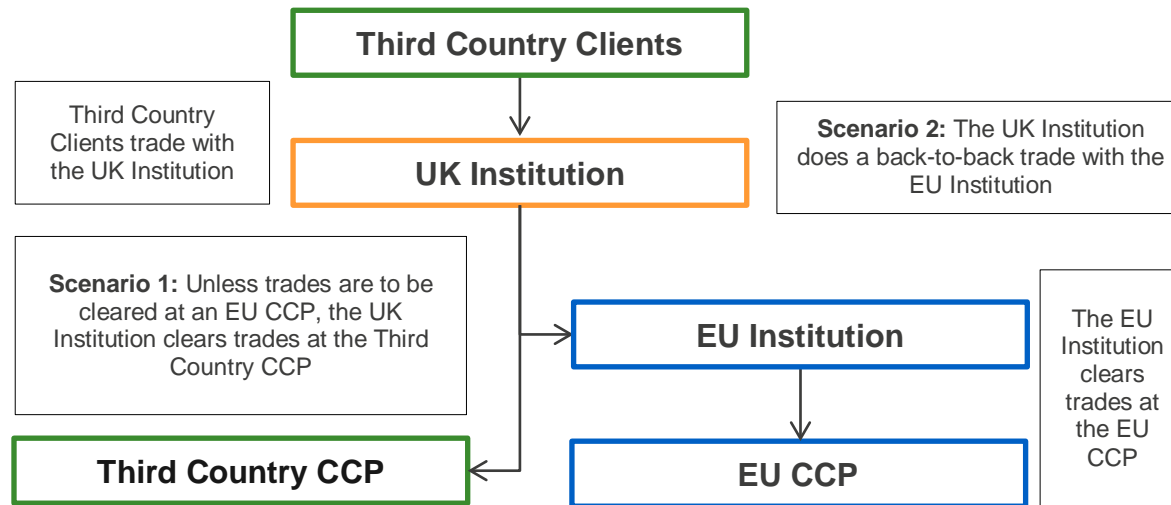 Third Country Clients
Third Country
Clients trade with
the UK Institution
UK Institution
Scenario 2: The UK Institution
does a back-to-back trade with the
EU Institution
Scenario 1: Unless trades are to be
cleared at an EU CCP, the UK
Institution clears trades at the Third
Country CCP
EU Institution
The EU
Institution
clears
trades at
the EU
CCP
Third Country CCP
EU CCP